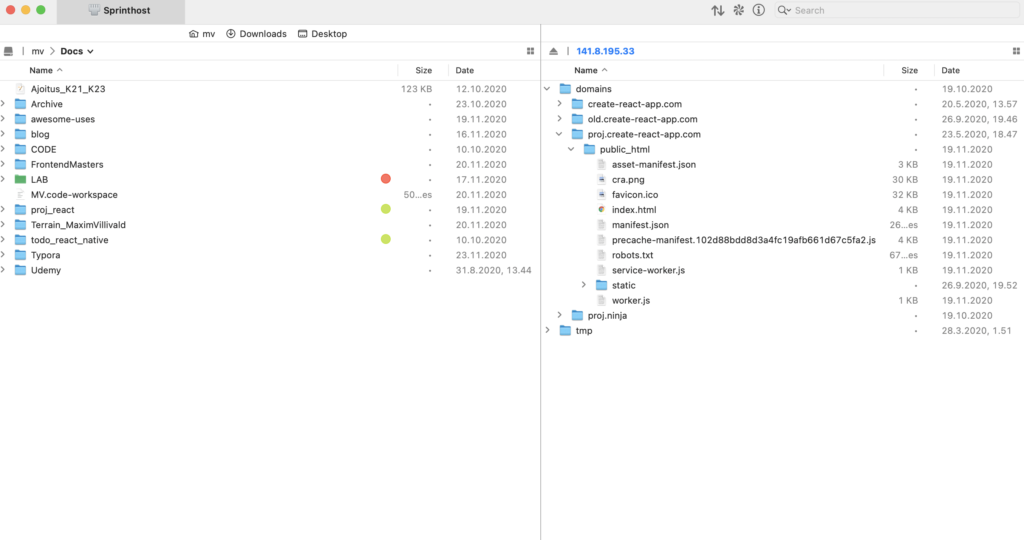 Sprinthost
Search
mv Downloads Desktop
mv Docs
141.8.195.33
Name Size Date
Ajoitus_K21_K23 123 KB 12.10.2020
Archive 23.10.2020
awesome-uses 19.11.2020
blog 16.11.2020
CODE 10.10.2020
FrontendMasters 20.11.2020
LAB 17.11.2020
MV.code-workspace 50...es 20.11.2020
proj_react 19.11.2020
Terrain_MaximVillivald 20.11.2020
todo_react_native 10.10.2020
Typora 23.11.2020
Udemy 31.8.2020, 13.44
Name Size Date
domains 19.10.2020
create-react-app.com 20.5.2020, 13.57
old.create-react-app.com 26.9.2020, 19.46
proj.create-react-app.com 23.5.2020, 18.47
public_html 19.11.2020
asset-manifest.json 3 KB 19.11.2020
cra.png 30 KB 19.11.2020
favicon.ico 32 KB 19.11.2020
index.html 4 KB 19.11.2020
manifest.json 26...es 19.11.2020
precache-manifest.102d88bdd8d3a4fc19afb661d67c5fa2.js 4 KB 19.11.2020
robots.txt 67...es 19.11.2020
service-worker.js 1 KB 19.11.2020
static 26.9.2020, 19.52
worker.js 1 KB 19.11.2020
proj.ninja 19.10.2020
tmp 28.3.2020, 1.51